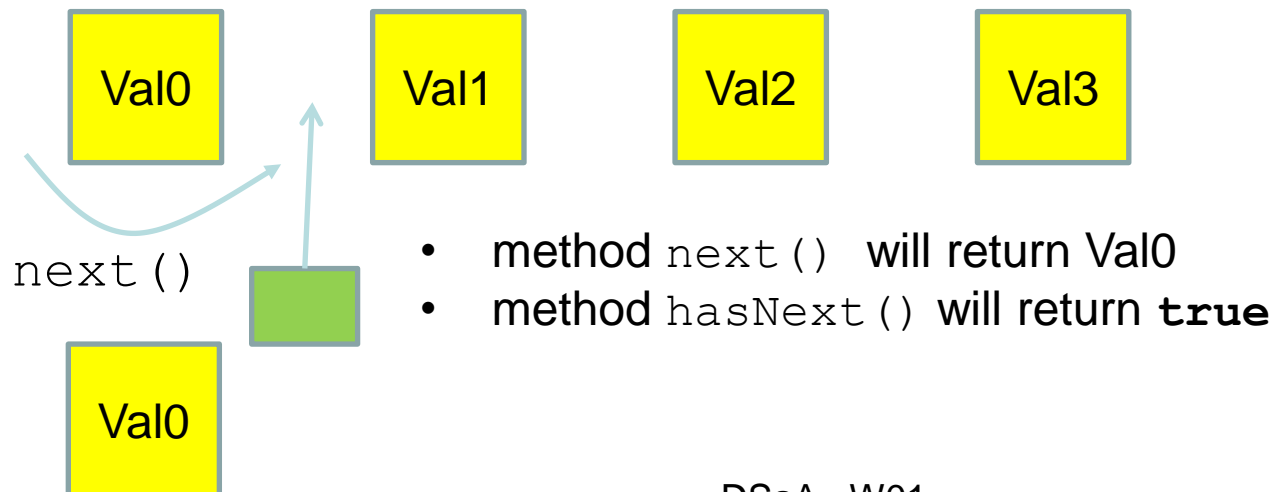 Val0 Val1 Val2 Val3
• method next() will return Val0
next()
• method hasNext() will return true
Val0